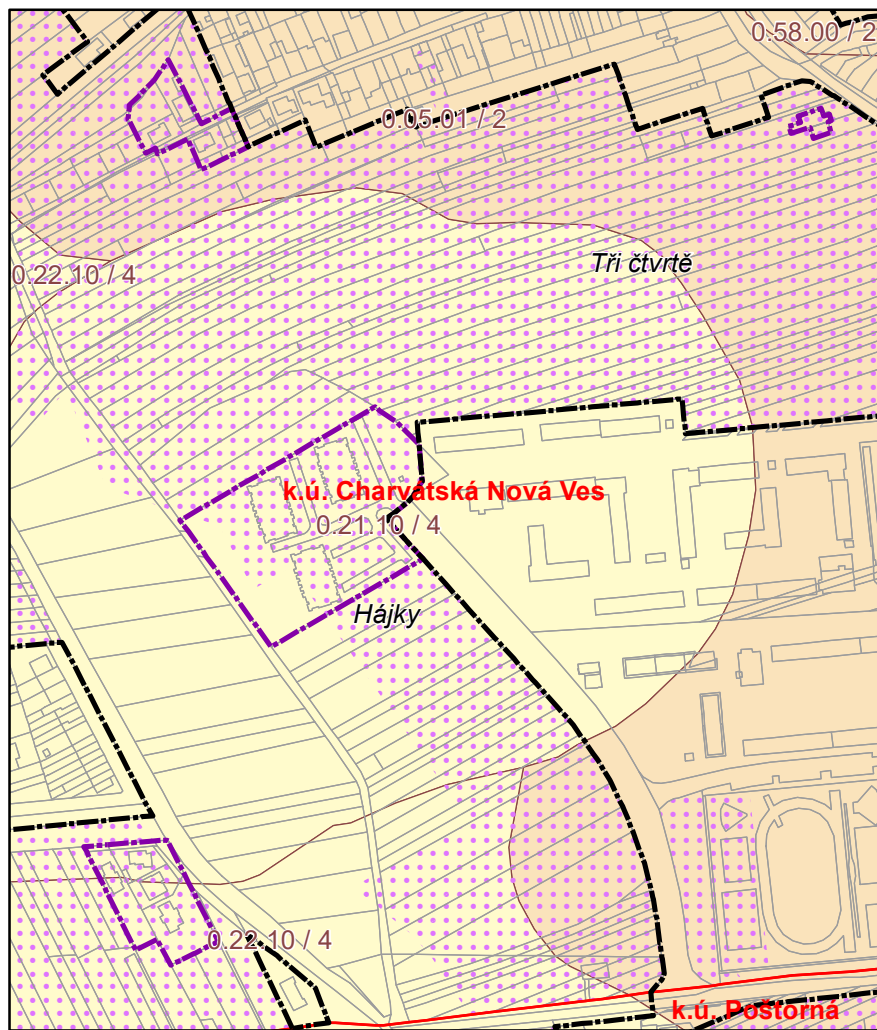 0.58.00 / 2
0.05.01 / 2
Tři čtvrtě
0.22.10 / 4
k.ú. Charvátská Nová Ves
0.21.10 / 4
Hájky
0.22.10 / 4
k.ú. Poštorná